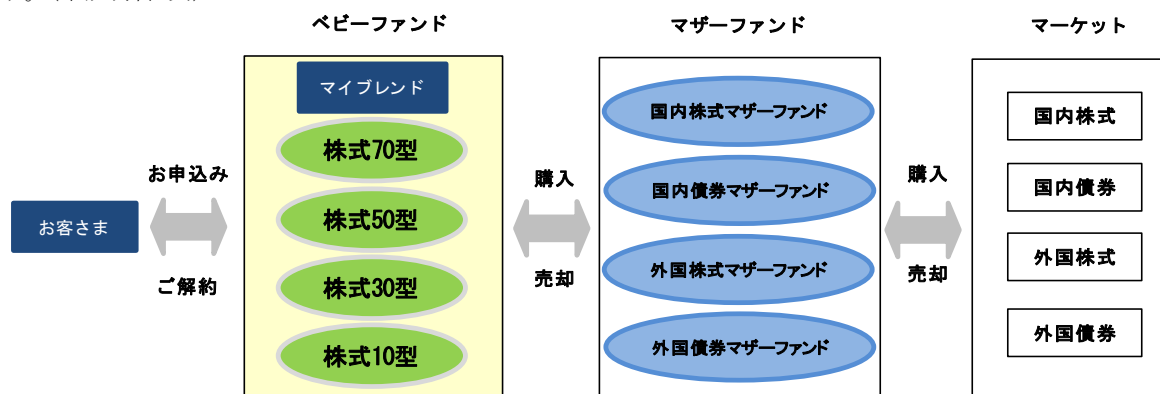 ベビーファンド
マザーファンド
マーケット
マイブレンド
株式70型
株式50型
株式30型
株式10型
お客さま
お申込み
ご解約
購入
売却
国内株式マザーファンド
国内債券マザーファンド
外国株式マザーファンド
外国債券マザーファンド
購入
売却
国内株式
国内債券
外国株式
外国債券